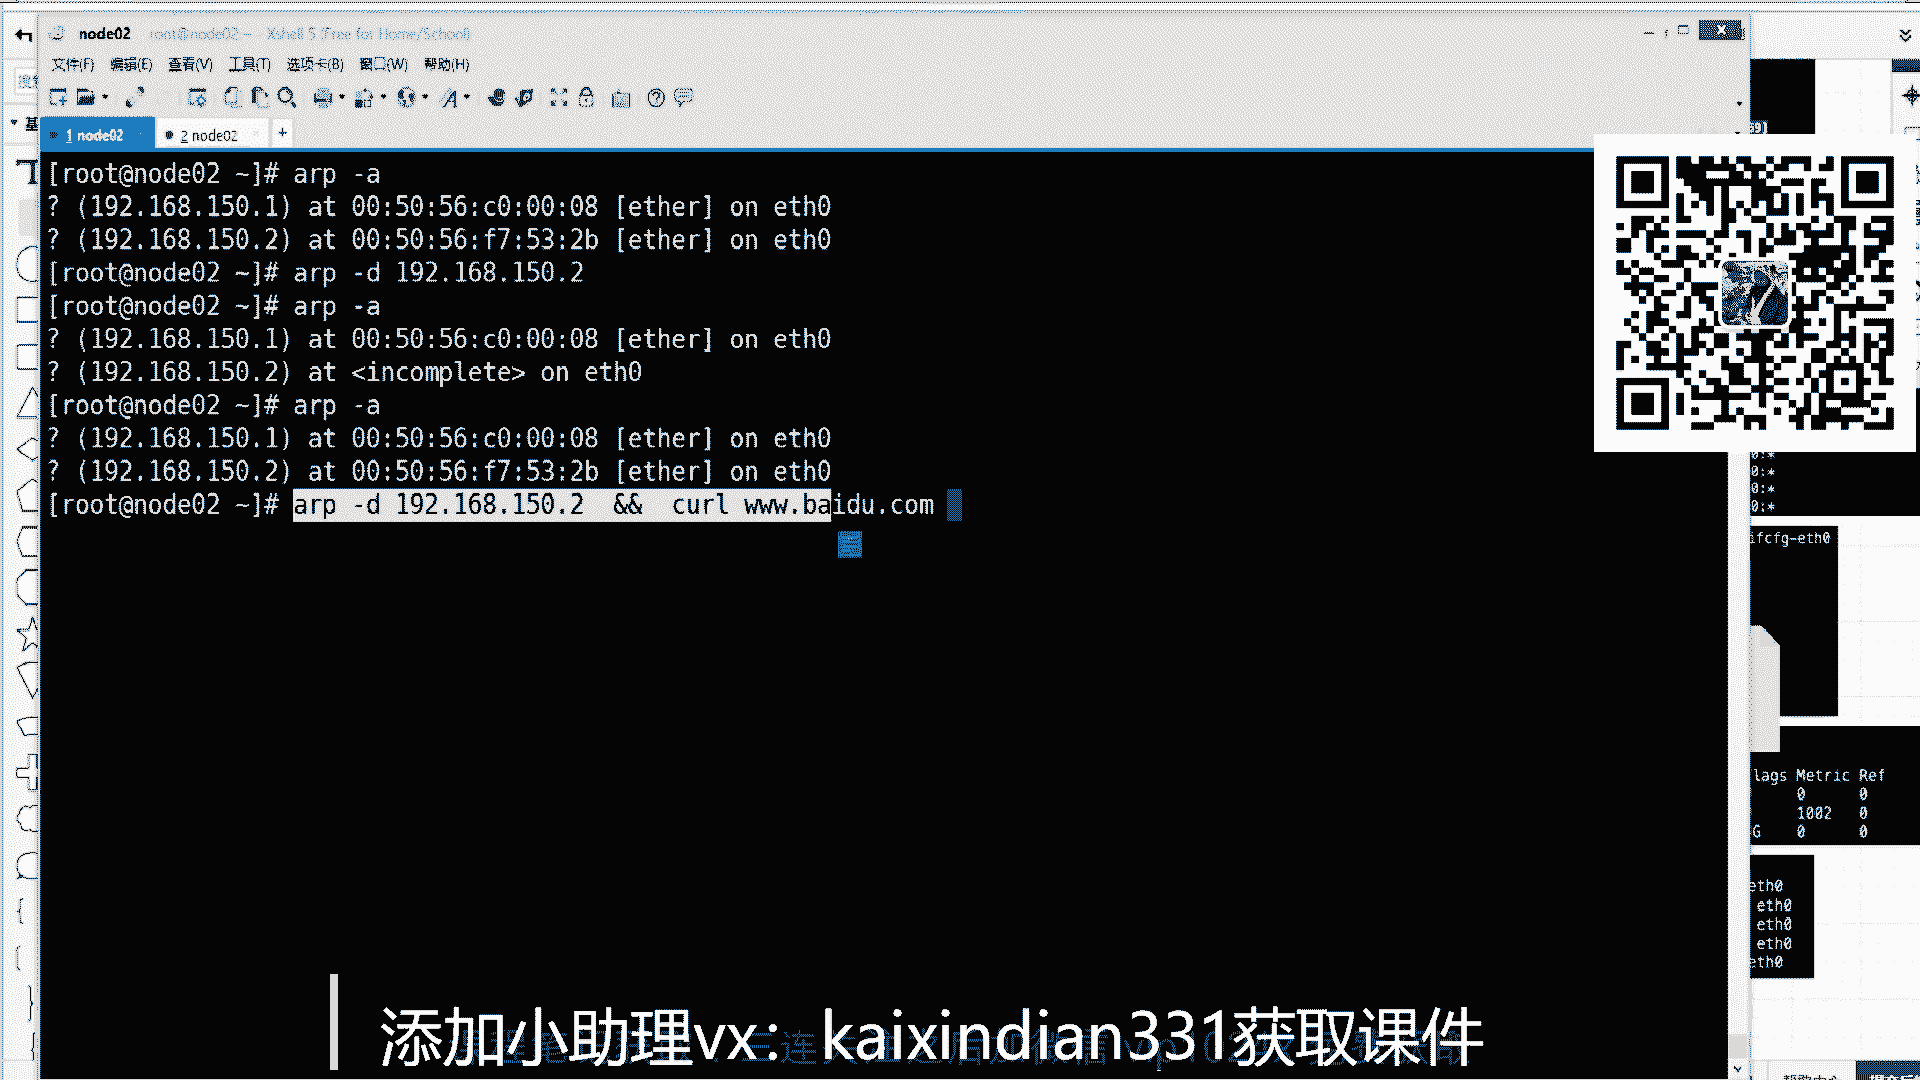 node02 root@node02:~ - Xshell 5 (Free for Home/School)
文件(F) 编辑(E) 查看(V) 工具(T) 选项卡(B) 窗口(W) 帮助(H)
1 node02 2 node02 +
[root@node02 ~]# arp -a
? (192.168.150.1) at 00:50:56:c0:00:08 [ether] on eth0
? (192.168.150.2) at 00:50:56:f7:53:2b [ether] on eth0
[root@node02 ~]# arp -d 192.168.150.2
[root@node02 ~]# arp -a
? (192.168.150.1) at 00:50:56:c0:00:08 [ether] on eth0
? (192.168.150.2) at <incomplete> on eth0
[root@node02 ~]# arp -a
? (192.168.150.1) at 00:50:56:c0:00:08 [ether] on eth0
? (192.168.150.2) at 00:50:56:f7:53:2b [ether] on eth0
[root@node02 ~]# arp -d 192.168.150.2  &&  curl www.baidu.com
0:*
0:*
0:*
0:*
ifcfg-eth0
lags Metric Ref
0 0
1002 0
G 0 0
eth0
eth0
eth0
eth0
eth0
添加小助理vx：kaixindian331获取课件